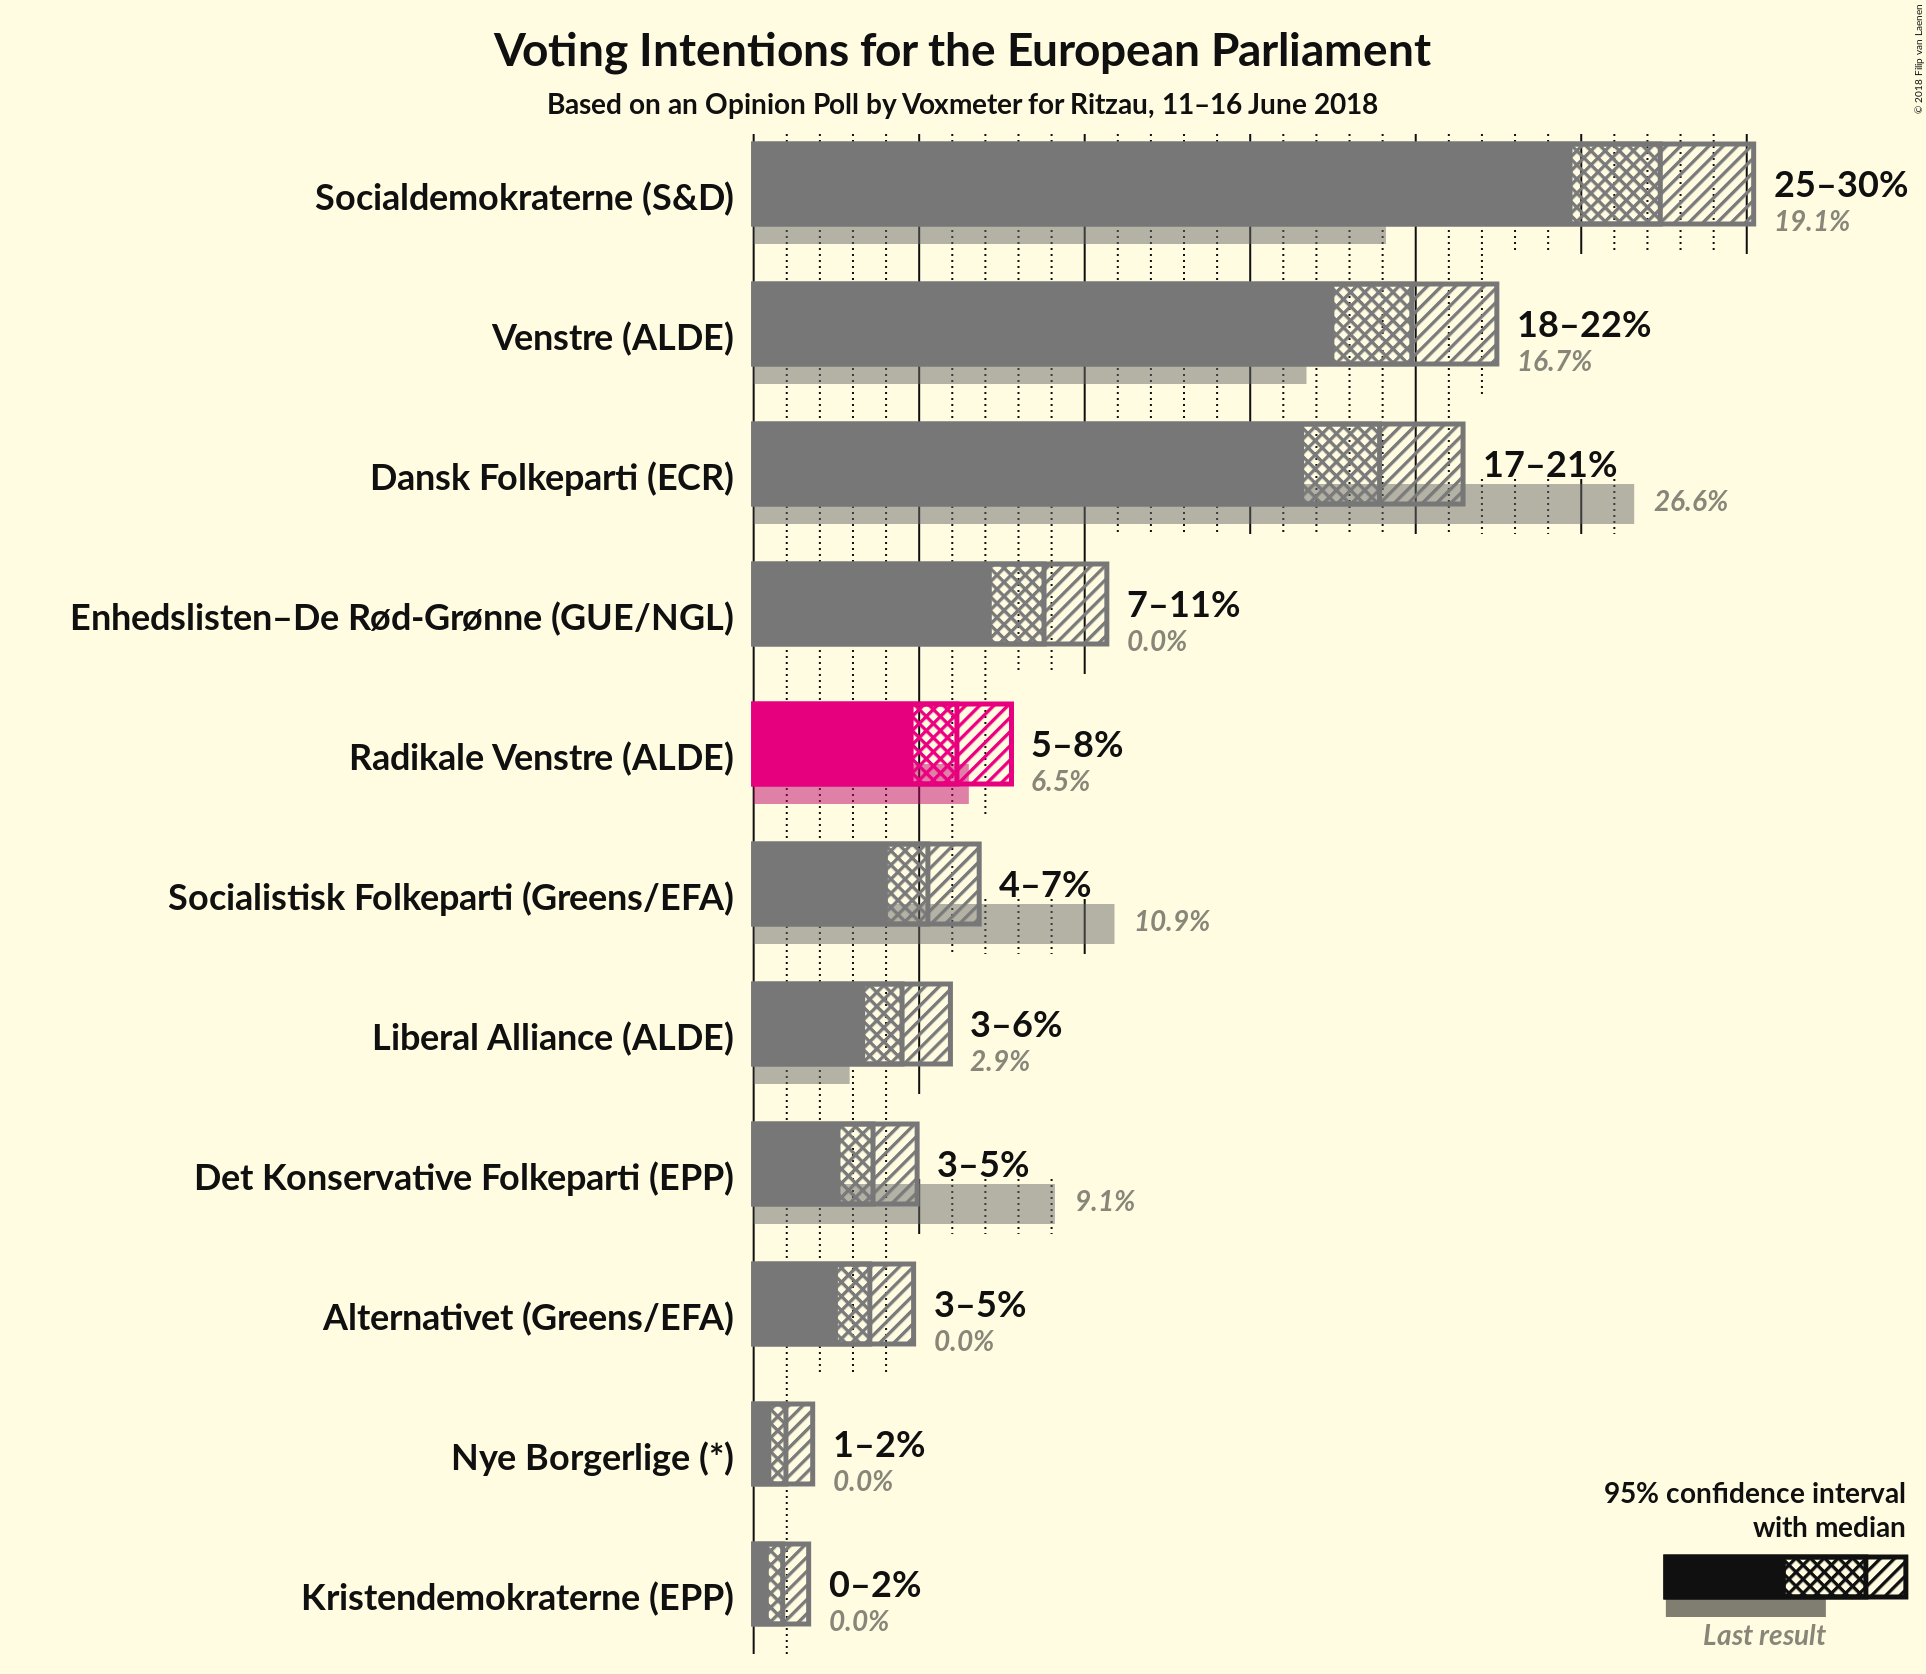 Voting Intentions for the European Parliament
Based on an Opinion Poll by Voxmeter for Ritzau, 11–16 June 2018
© 2018 Filip van Laenen
Socialdemokraterne (S&D)
25–30%
19.1%
Venstre (ALDE)
18–22%
16.7%
Dansk Folkeparti (ECR)
17–21%
26.6%
Enhedslisten–De Rød-Grønne (GUE/NGL)
7–11%
0.0%
Radikale Venstre (ALDE)
5–8%
6.5%
Socialistisk Folkeparti (Greens/EFA)
4–7%
10.9%
Liberal Alliance (ALDE)
3–6%
2.9%
Det Konservative Folkeparti (EPP)
3–5%
9.1%
Alternativet (Greens/EFA)
3–5%
0.0%
Nye Borgerlige (*)
1–2%
0.0%
Kristendemokraterne (EPP)
0–2%
0.0%
95% confidence interval
with median
Last result